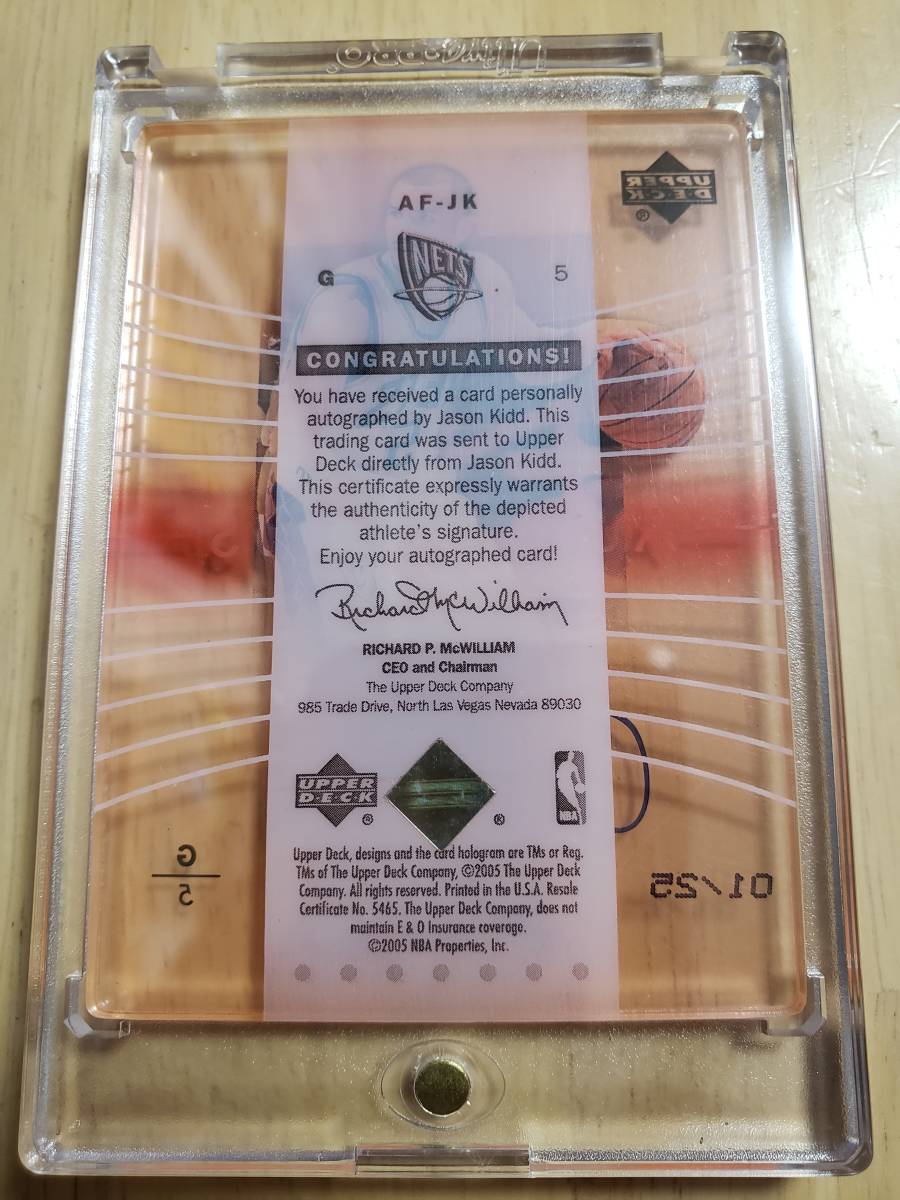 Ultra·PRO®
AF-JK
UPPER
DECK
®
NETS
G 5
CONGRATULATIONS!
You have received a card personally
autographed by Jason Kidd. This
trading card was sent to Upper
Deck directly from Jason Kidd.
This certificate expressly warrants
the authenticity of the depicted
athlete's signature.
Enjoy your autographed card!
Richard P McWilliam
RICHARD P. McWILLIAM
CEO and Chairman
The Upper Deck Company
985 Trade Drive, North Las Vegas Nevada 89030
UPPER
D·E·C·K
® ®
NBA
Upper Deck, designs and the card hologram are TMs or Reg.
TMs of The Upper Deck Company, ©2005 The Upper Deck
Company. All rights reserved. Printed in the U.S.A. Resale
Certificate No. 5465. The Upper Deck Company, does not
maintain E & O Insurance coverage.
©2005 NBA Properties, Inc.
G
5
01/25